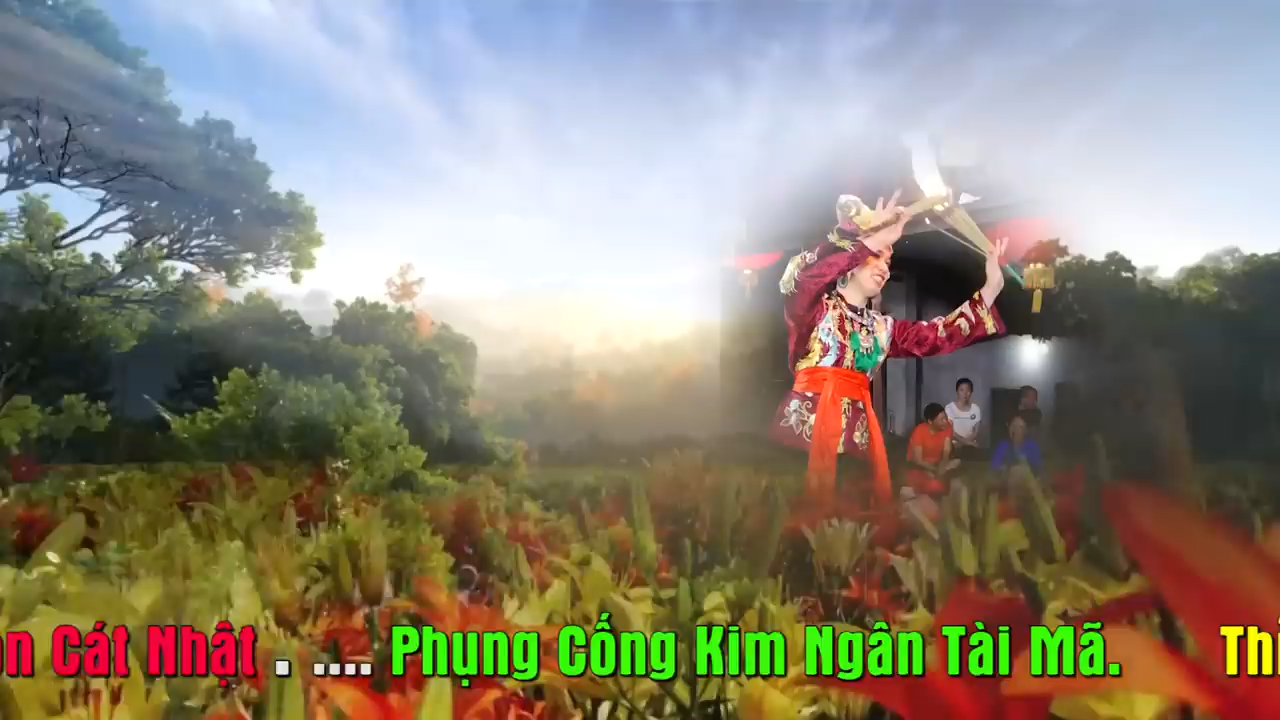 Cát Nhật . .... Phụng Cống Kim Ngân Tài Mã.